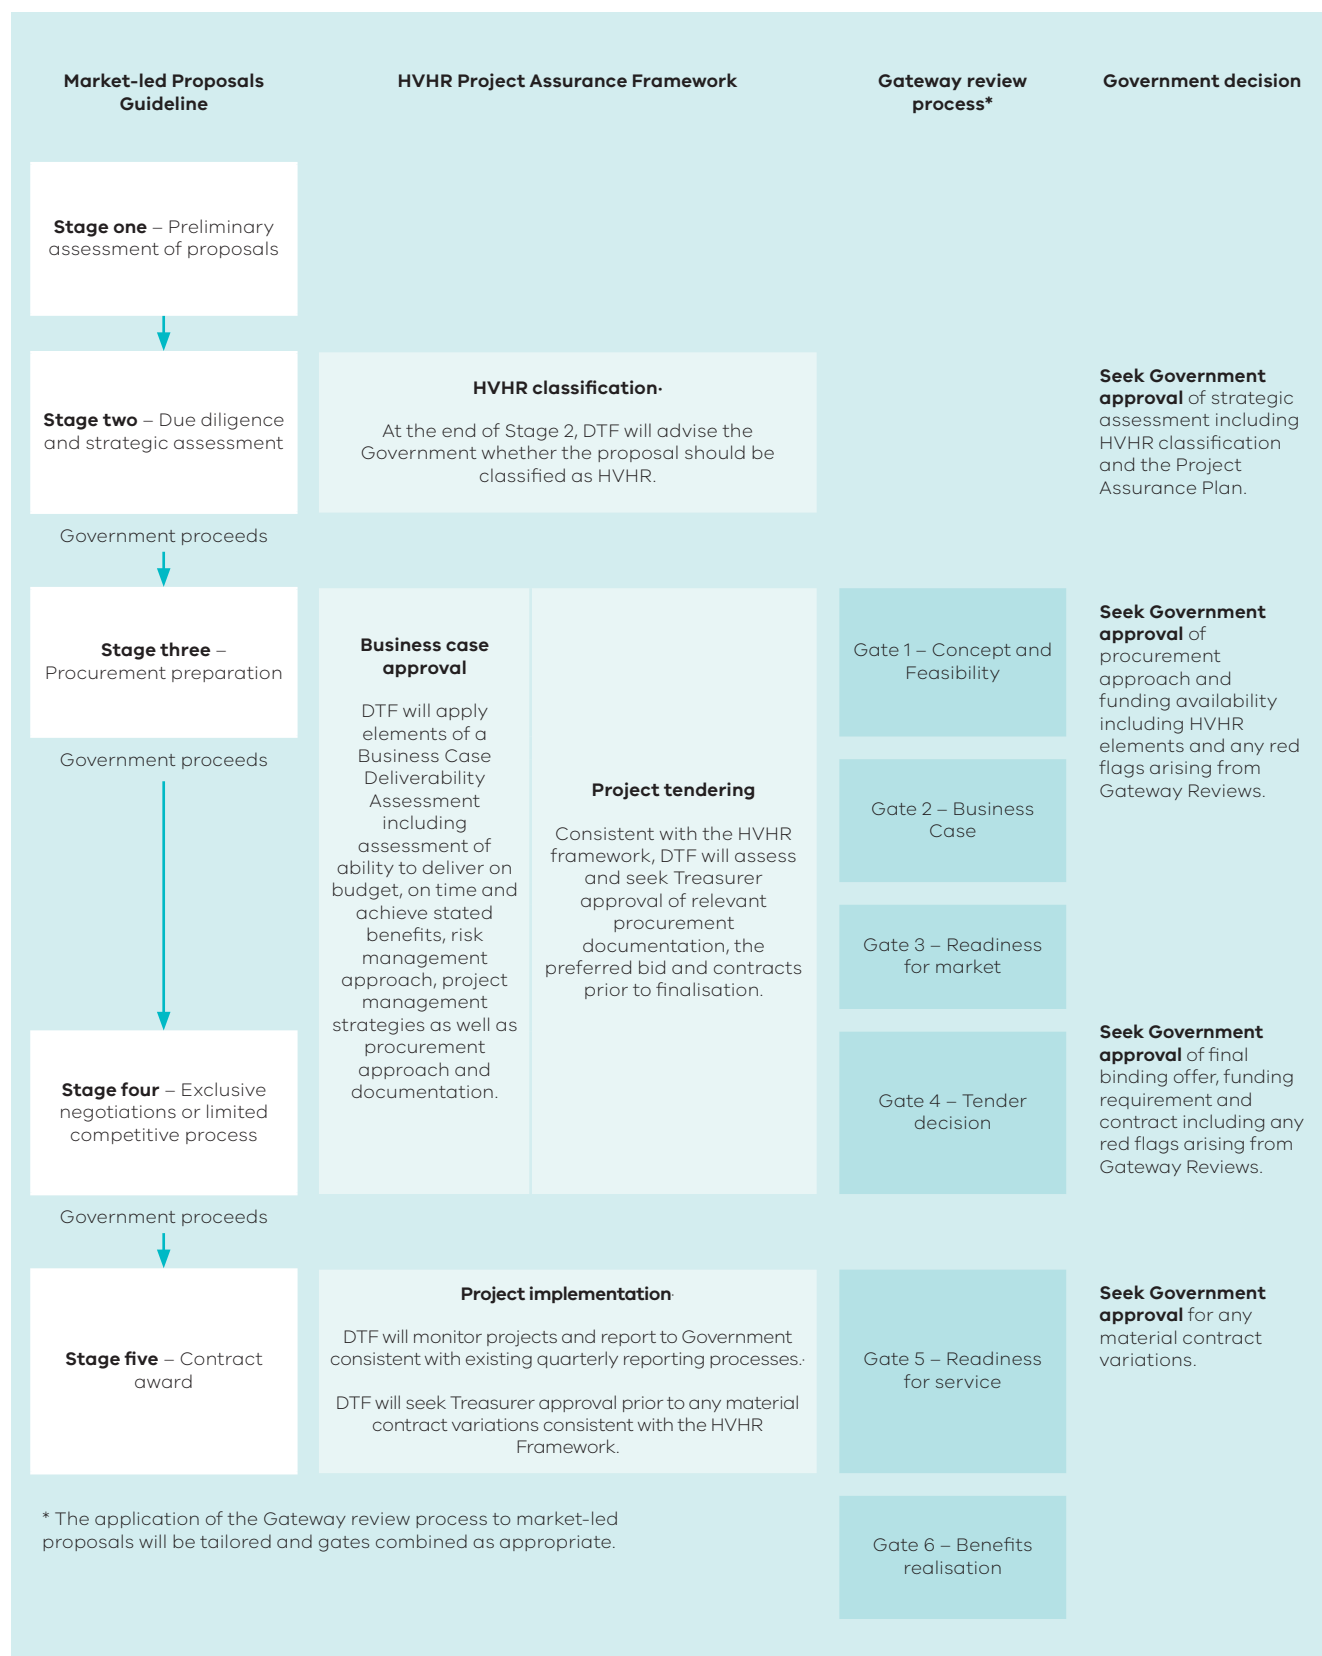 Market-led Proposals
Guideline
HVHR Project Assurance Framework
Gateway review
process*
Government decision
Stage one – Preliminary
assessment of proposals
Stage two – Due diligence
and strategic assessment
HVHR classification·
At the end of Stage 2, DTF will advise the
Government whether the proposal should be
classified as HVHR.
Seek Government
approval of strategic
assessment including
HVHR classification
and the Project
Assurance Plan.
Government proceeds
Stage three –
Procurement preparation
Government proceeds
Business case
approval
DTF will apply
elements of a
Business Case
Deliverability
Assessment
including
assessment of
ability to deliver on
budget, on time and
achieve stated
benefits, risk
management
approach, project
management
strategies as well as
procurement
approach and
documentation.
Project tendering
Consistent with the HVHR
framework, DTF will assess
and seek Treasurer
approval of relevant
procurement
documentation, the
preferred bid and contracts
prior to finalisation.
Gate 1 – Concept and
Feasibility
Gate 2 – Business
Case
Gate 3 – Readiness
for market
Gate 4 – Tender
decision
Seek Government
approval of
procurement
approach and
funding availability
including HVHR
elements and any red
flags arising from
Gateway Reviews.
Stage four – Exclusive
negotiations or limited
competitive process
Seek Government
approval of final
binding offer, funding
requirement and
contract including any
red flags arising from
Gateway Reviews.
Government proceeds
Stage five – Contract
award
Project implementation·
DTF will monitor projects and report to Government
consistent with existing quarterly reporting processes.·
DTF will seek Treasurer approval prior to any material
contract variations consistent with the HVHR
Framework.
Gate 5 – Readiness
for service
Seek Government
approval for any
material contract
variations.
Gate 6 – Benefits
realisation
* The application of the Gateway review process to market-led
proposals will be tailored and gates combined as appropriate.